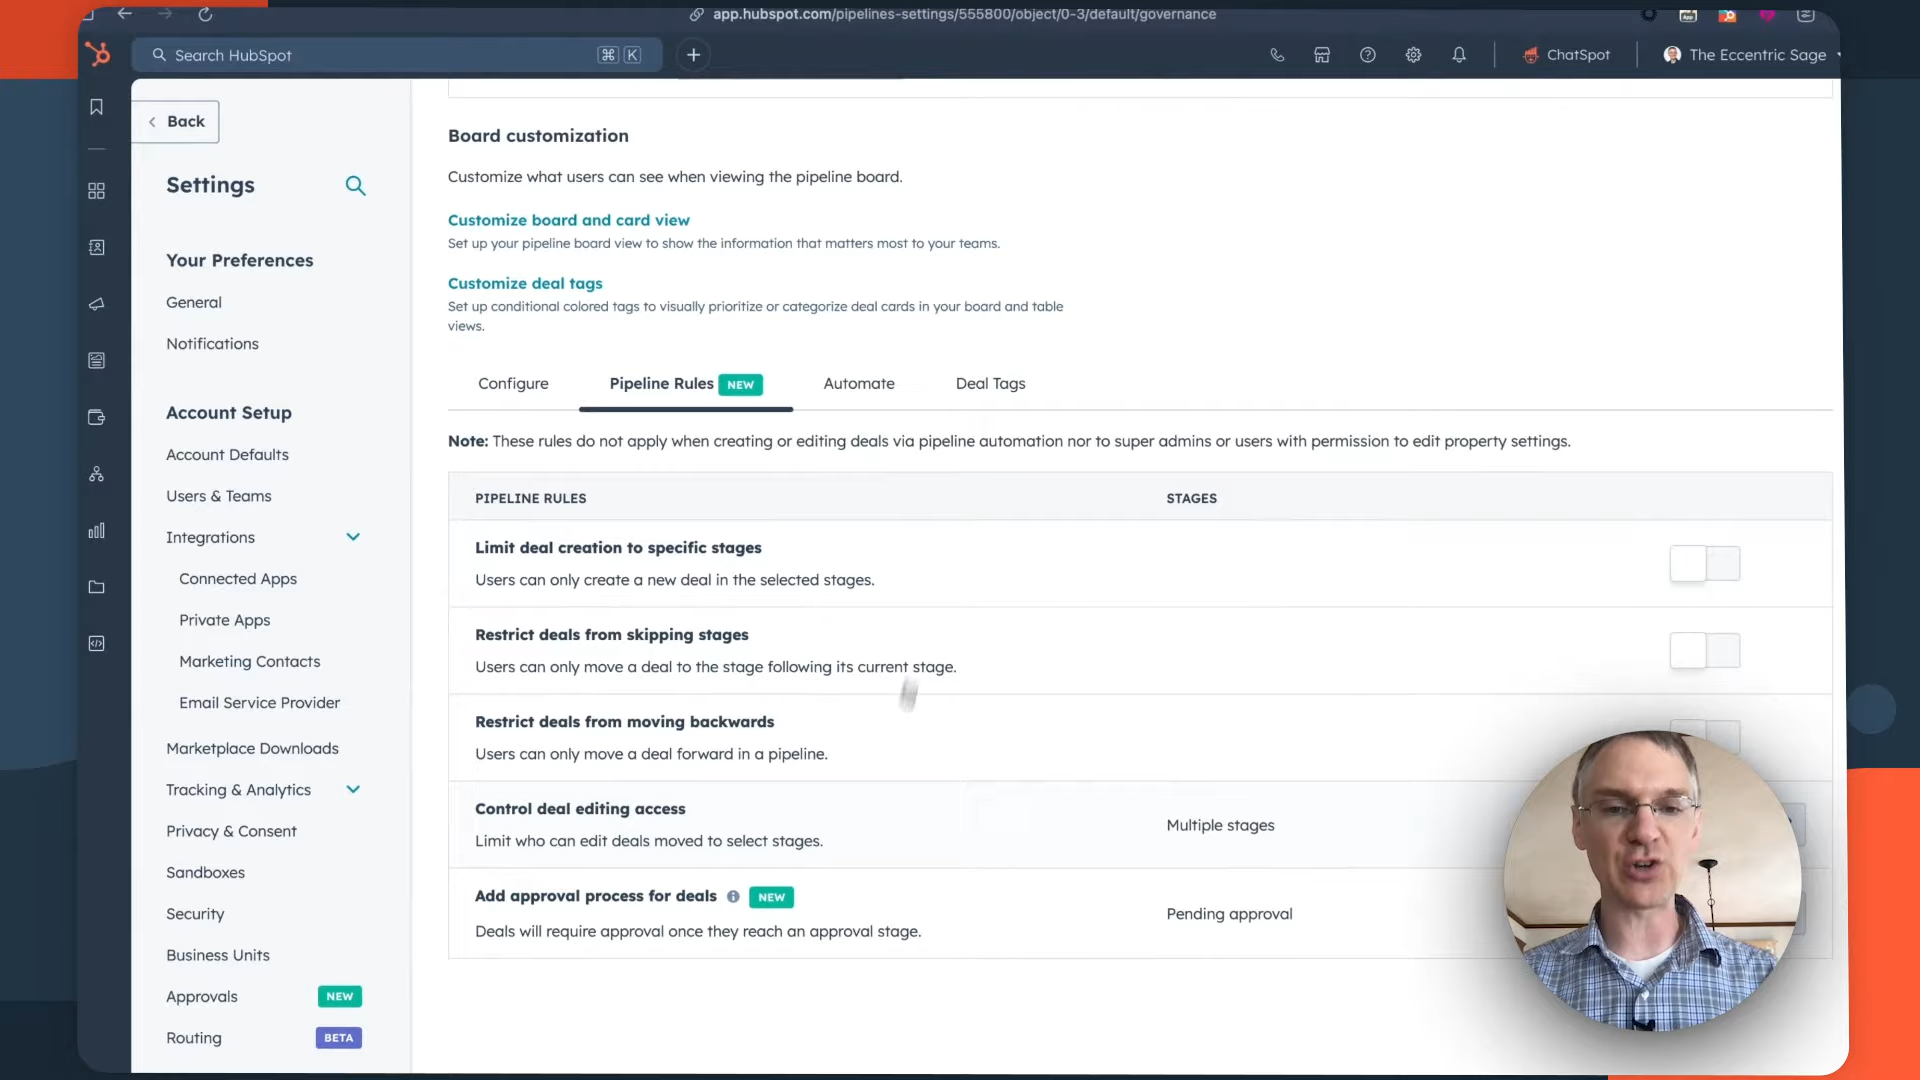 app.hubspot.com/pipelines-settings/555800/object/0-3/default/governance
Search HubSpot
⌘ K
ChatSpot
The Eccentric Sage
Back
Settings
Your Preferences
General
Notifications
Account Setup
Account Defaults
Users & Teams
Integrations
Connected Apps
Private Apps
Marketing Contacts
Email Service Provider
Marketplace Downloads
Tracking & Analytics
Privacy & Consent
Sandboxes
Security
Business Units
Approvals NEW
Routing BETA
Board customization
Customize what users can see when viewing the pipeline board.
Customize board and card view
Set up your pipeline board view to show the information that matters most to your teams.
Customize deal tags
Set up conditional colored tags to visually prioritize or categorize deal cards in your board and table
views.
Configure Pipeline Rules NEW Automate Deal Tags
Note: These rules do not apply when creating or editing deals via pipeline automation nor to super admins or users with permission to edit property settings.
PIPELINE RULES STAGES
Limit deal creation to specific stages
Users can only create a new deal in the selected stages.
Restrict deals from skipping stages
Users can only move a deal to the stage following its current stage.
Restrict deals from moving backwards
Users can only move a deal forward in a pipeline.
Control deal editing access
Limit who can edit deals moved to select stages.
Multiple stages
Add approval process for deals NEW
Deals will require approval once they reach an approval stage.
Pending approval